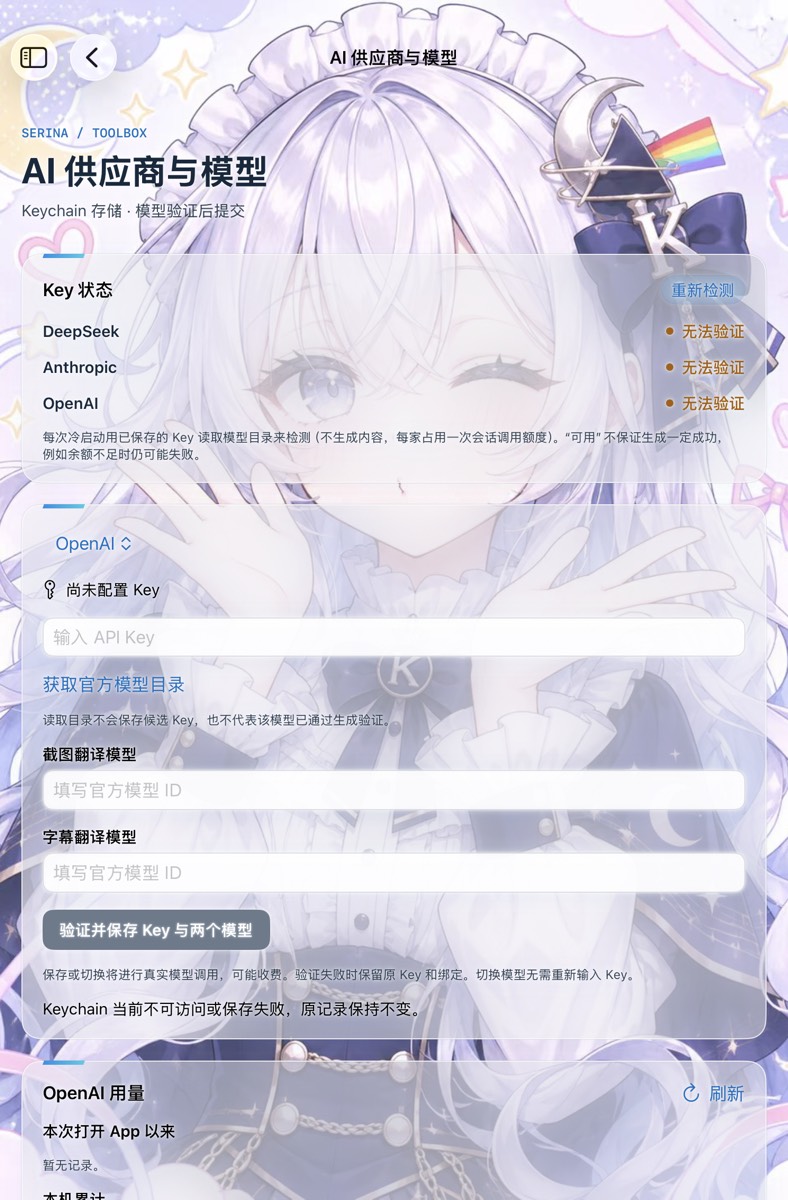 AI 供应商与模型
SERINA / TOOLBOX
AI 供应商与模型
Keychain 存储 · 模型验证后提交
Key 状态
重新检测
DeepSeek
无法验证
Anthropic
无法验证
OpenAI
无法验证
每次冷启动用已保存的 Key 读取模型目录来检测（不生成内容，每家占用一次会话调用额度）。“可用” 不保证生成一定成功，
例如余额不足时仍可能失败。
K
OpenAI
尚未配置 Key
输入 API Key
K
获取官方模型目录
读取目录不会保存候选 Key，也不代表该模型已通过生成验证。
截图翻译模型
填写官方模型 ID
字幕翻译模型
填写官方模型 ID
验证并保存 Key 与两个模型
保存或切换将进行真实模型调用，可能收费。验证失败时保留原 Key 和绑定。切换模型无需重新输入 Key。
Keychain 当前不可访问或保存失败，原记录保持不变。
OpenAI 用量
刷新
本次打开 App 以来
暂无记录。
本机累计